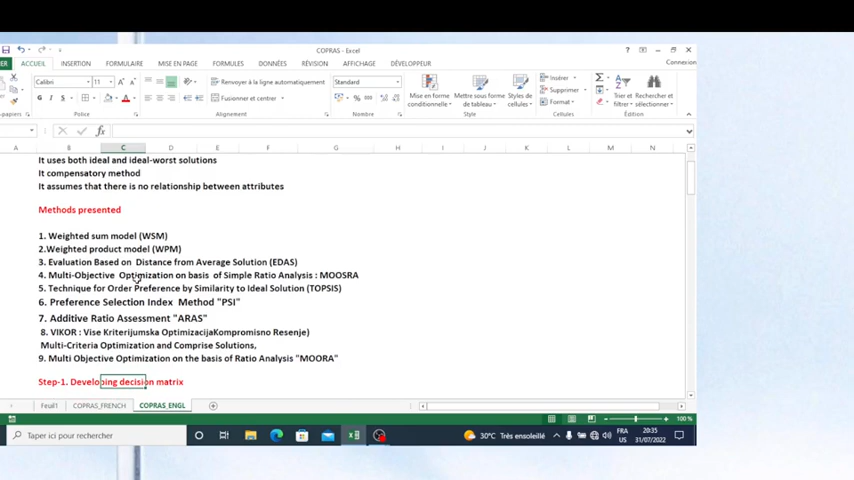 COPRAS - Excel
Connexion
ACCUEIL INSERTION FORMULAIRE MISE EN PAGE FORMULES DONNÉES RÉVISION AFFICHAGE DÉVELOPPEUR
Calibri 11 Renvoyer à la ligne automatiquement Standard Insérer
G I S Fusionner et centrer Supprimer
Mise en forme conditionnelle Mettre sous forme de tableau Styles de cellules Format Trier et filtrer Rechercher et sélectionner
Presse-papiers Police Alignement Nombre Style Cellules Édition
A B C D E F G H I J K L M N
It uses both ideal and ideal-worst solutions
It compensatory method
It assumes that there is no relationship between attributes
Methods presented
1. Weighted sum model (WSM)
2.Weighted product model (WPM)
3. Evaluation Based on Distance from Average Solution (EDAS)
4. Multi-Objective Optimization on basis of Simple Ratio Analysis : MOOSRA
5. Technique for Order Preference by Similarity to Ideal Solution (TOPSIS)
6. Preference Selection Index Method "PSI"
7. Additive Ratio Assessment "ARAS"
8. VIKOR : Vise Kriterijumska OptimizacijaKompromisno Resenje)
Multi-Criteria Optimization and Comprise Solutions,
9. Multi Objective Optimization on the basis of Ratio Analysis "MOORA"
Step-1. Developing decision matrix
Feuil1 COPRAS_FRENCH COPRAS_ENGL
100 %
Taper ici pour rechercher 30°C Très ensoleillé FRA US 20:35 31/07/2022